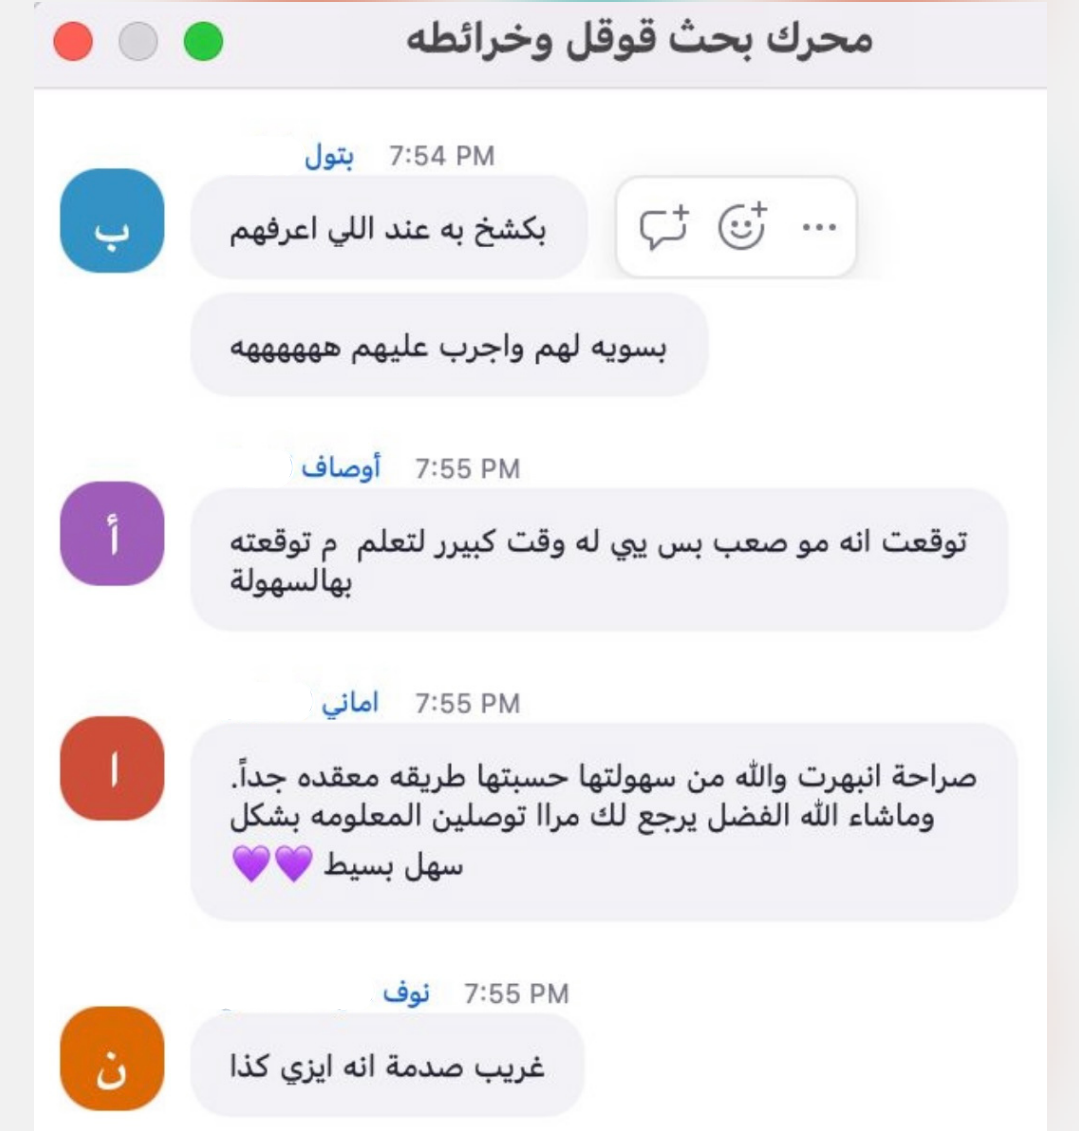 محرك بحث قوقل وخرائطه
بتول 7:54 PM
ب
بكشخ به عند اللي اعرفهم
بسويه لهم واجرب عليهم ههههههه
أوصاف 7:55 PM
أ
توقعت انه مو صعب بس يبي له وقت كبيرر لتعلم م توقعته
بهالسهولة
اماني 7:55 PM
ا
صراحة انبهرت والله من سهولتها حسبتها طريقه معقده جداً.
وماشاء الله الفضل يرجع لك مراا توصلين المعلومه بشكل
سهل بسيط 💜💜
نوف 7:55 PM
ن
غريب صدمة انه ايزي كذا